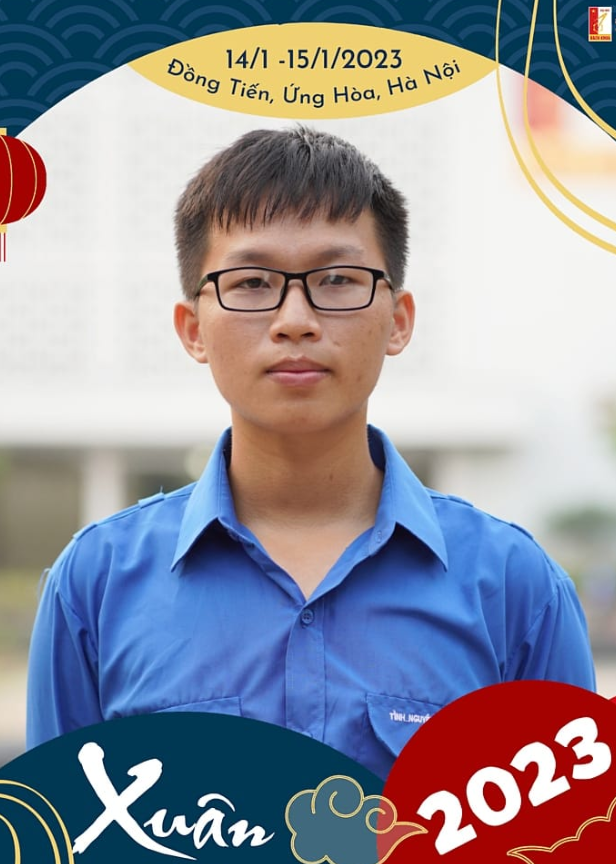 14/1 -15/1/2023
Đồng Tiến, Ứng Hòa, Hà Nội
Xuân
2023